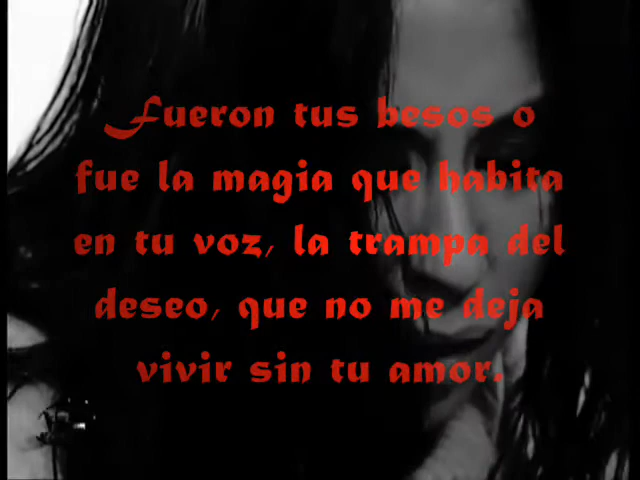 Fueron tus besos o
fue la magia que habita
en tu voz, la trampa del
deseo, que no me deja
vivir sin tu amor.